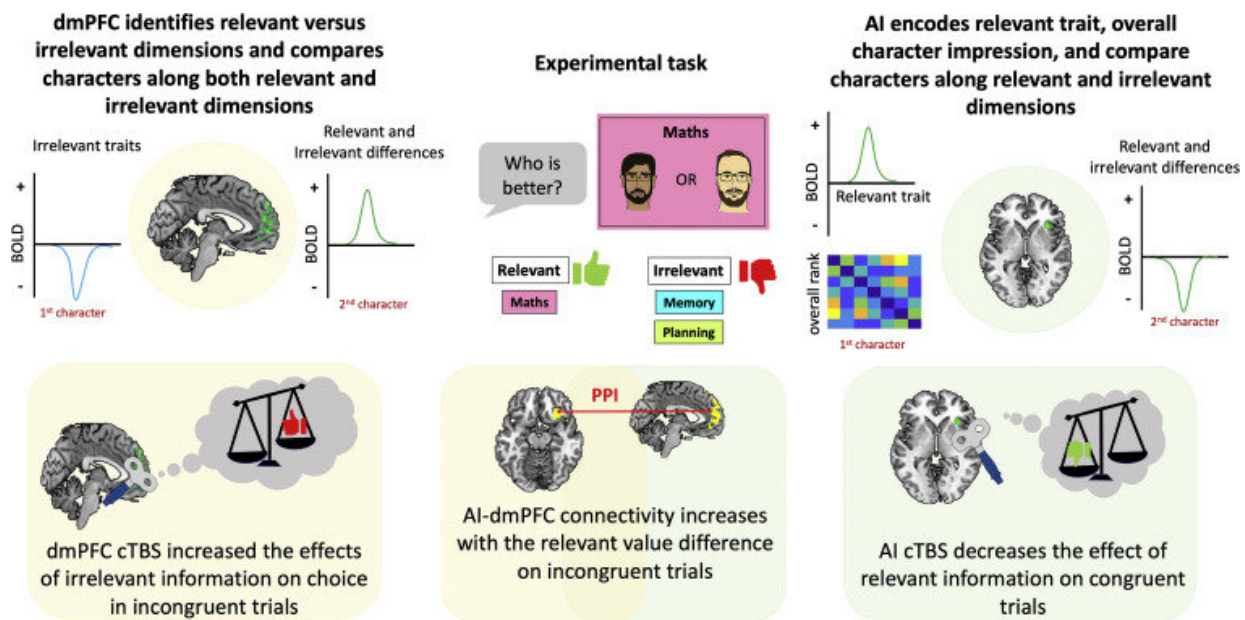 dmPFC identifies relevant versus
irrelevant dimensions and compares
characters along both relevant and
irrelevant dimensions
Irrelevant traits
+
BOLD
-
1st character
Relevant and
Irrelevant differences
+
BOLD
-
2nd character
Experimental task
Who is
better?
Maths
OR
Relevant
Maths
Irrelevant
Memory
Planning
AI encodes relevant trait, overall
character impression, and compare
characters along relevant and irrelevant
dimensions
+
BOLD
-
Relevant trait
overall rank
1st character
Relevant and
irrelevant differences
+
BOLD
-
2nd character
dmPFC cTBS increased the effects
of irrelevant information on choice
in incongruent trials
PPI
AI-dmPFC connectivity increases
with the relevant value difference
on incongruent trials
AI cTBS decreases the effect of
relevant information on congruent
trials